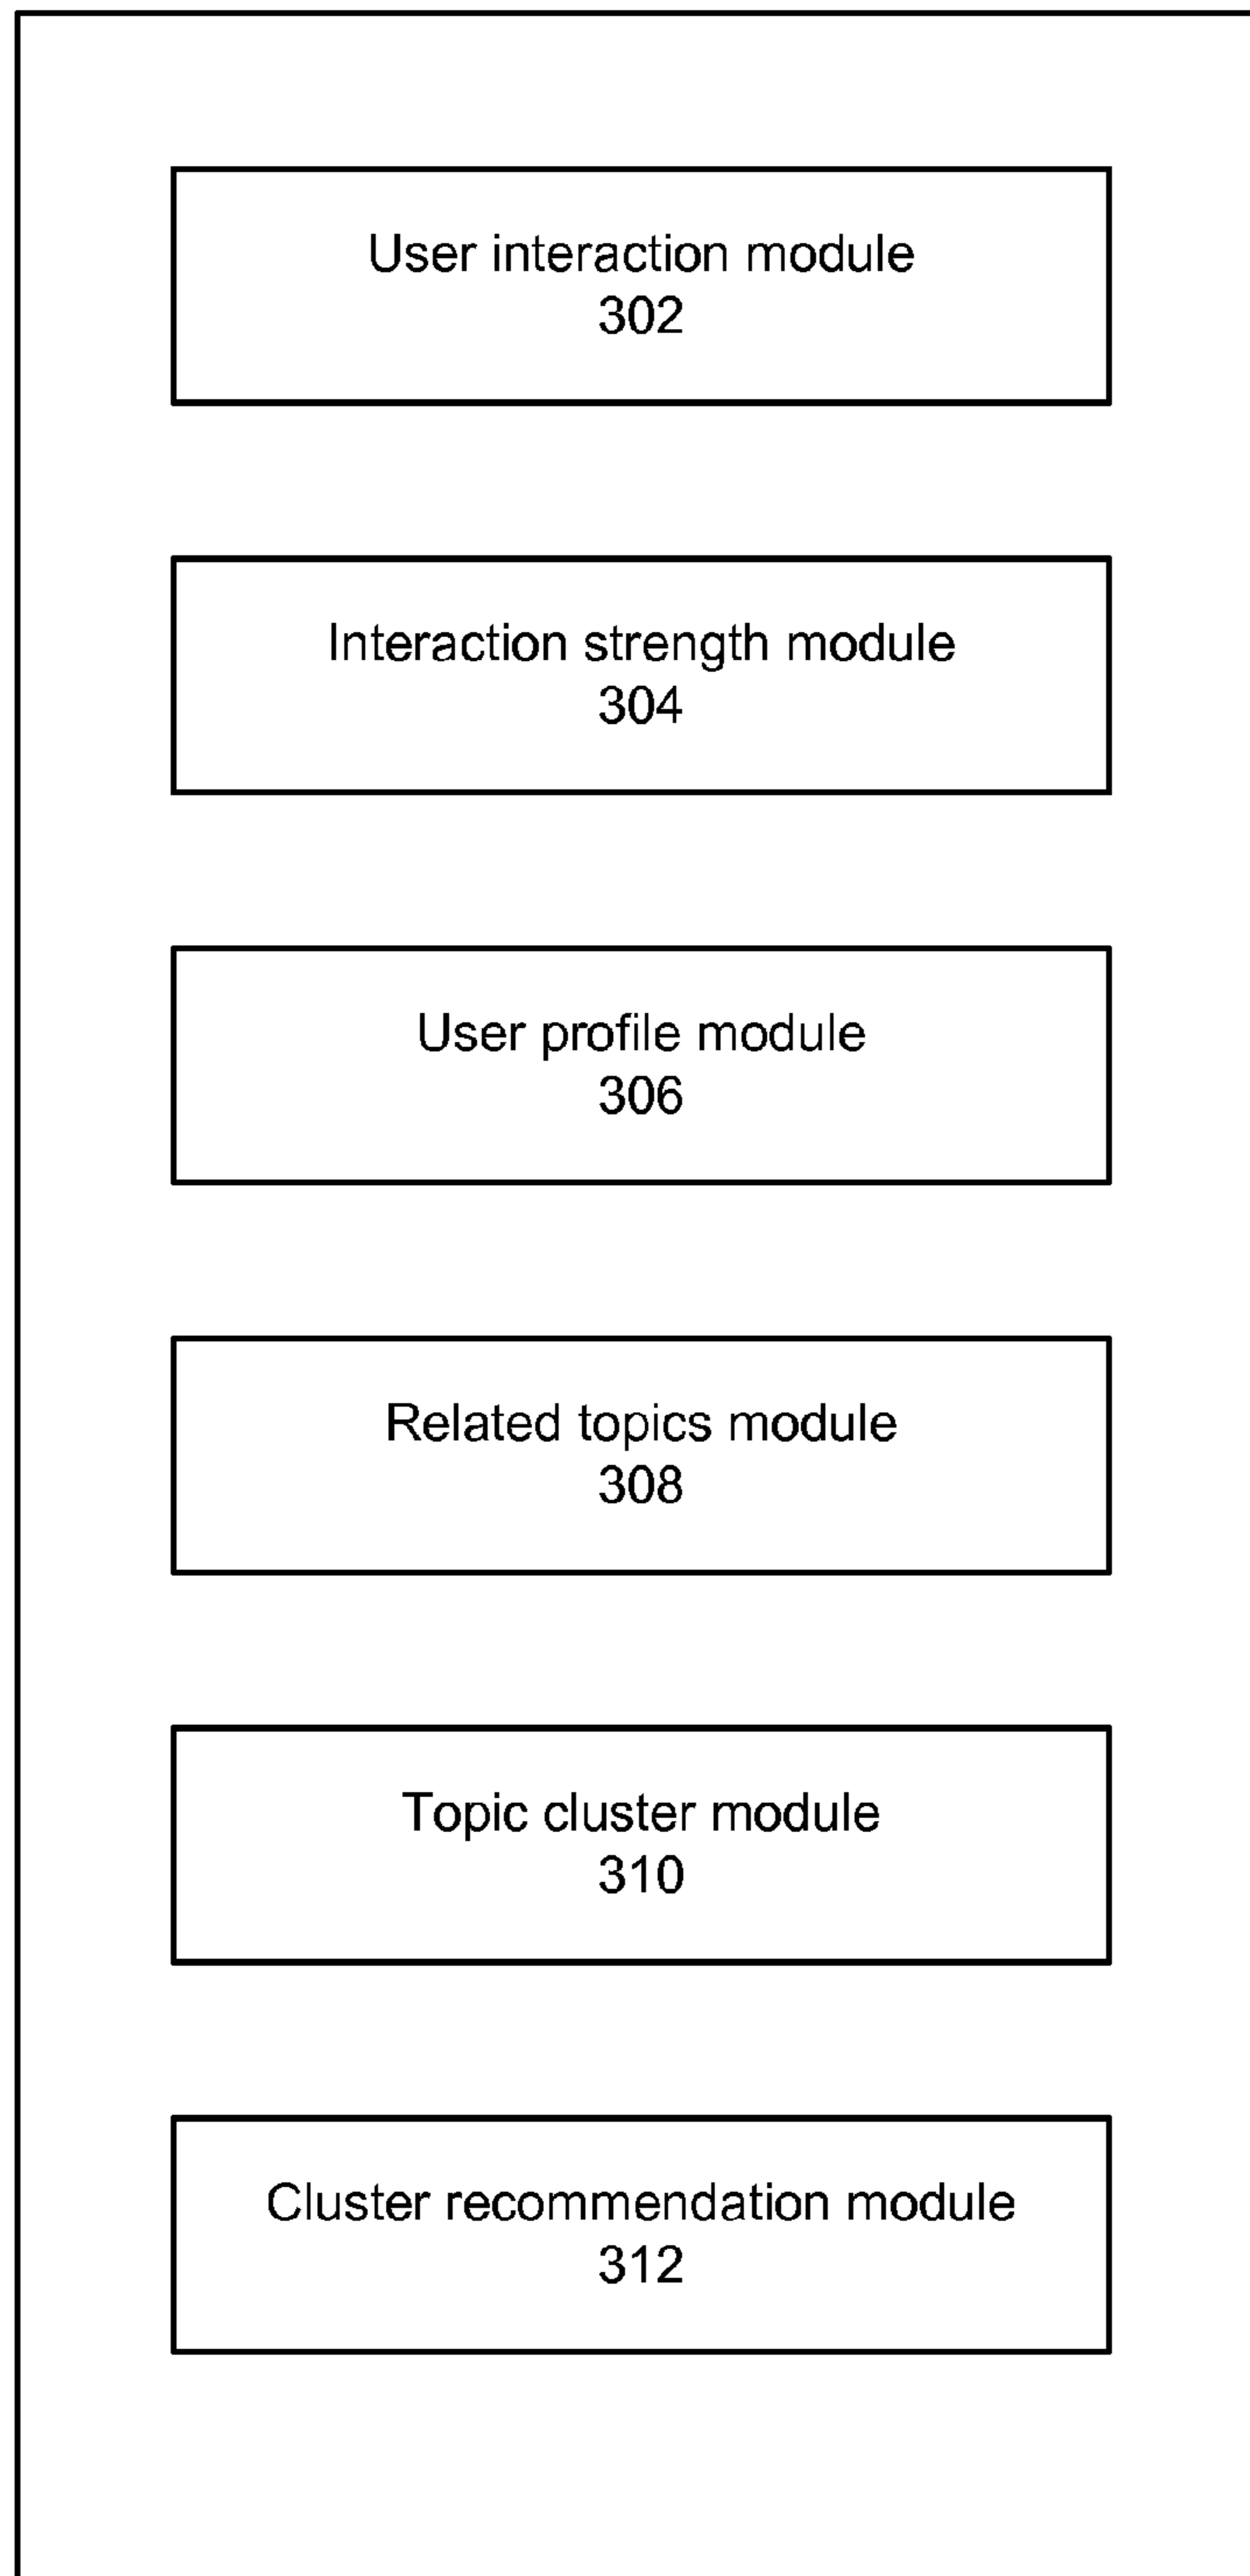 User interaction module
302
Interaction strength module
304
User profile module
306
Related topics module
308
Topic cluster module
310
Cluster recommendation module
312